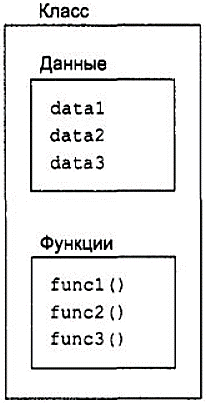 Класс
Данные
data1
data2
data3
Функции
func1()
func2()
func3()